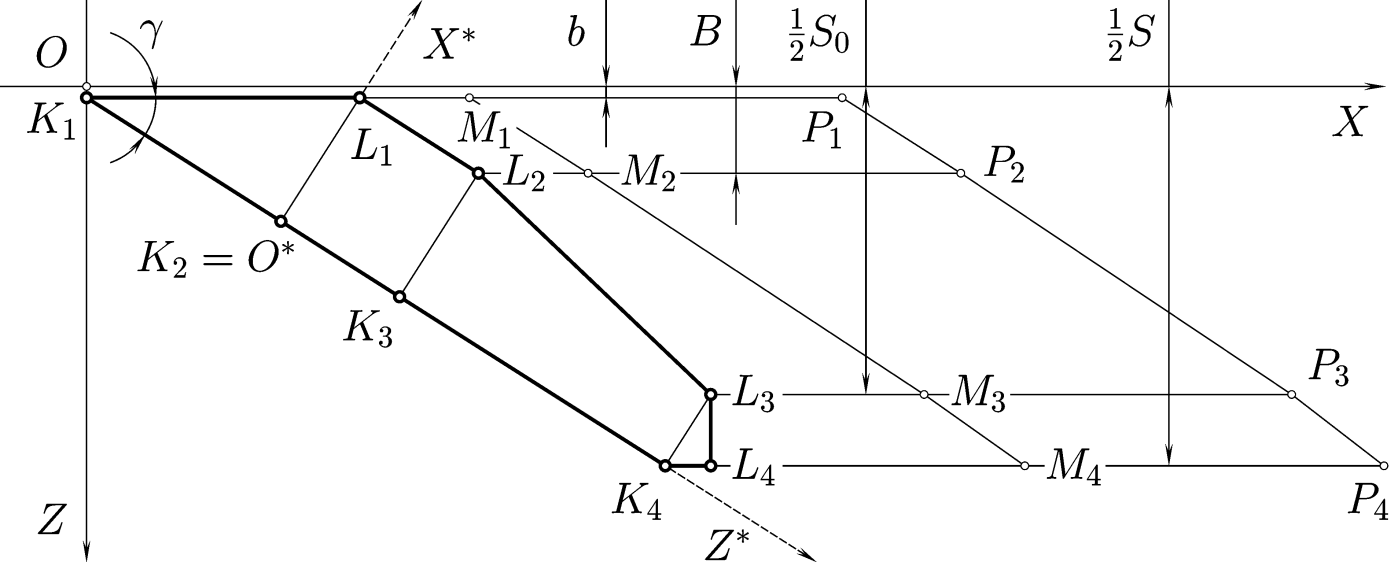 O
γ
X*
b
B
½S₀
½S
K₁
L₁
M₁
P₁
X
L₂
M₂
P₂
K₂ = O*
K₃
L₃
M₃
P₃
L₄
M₄
K₄
P₄
Z
Z*